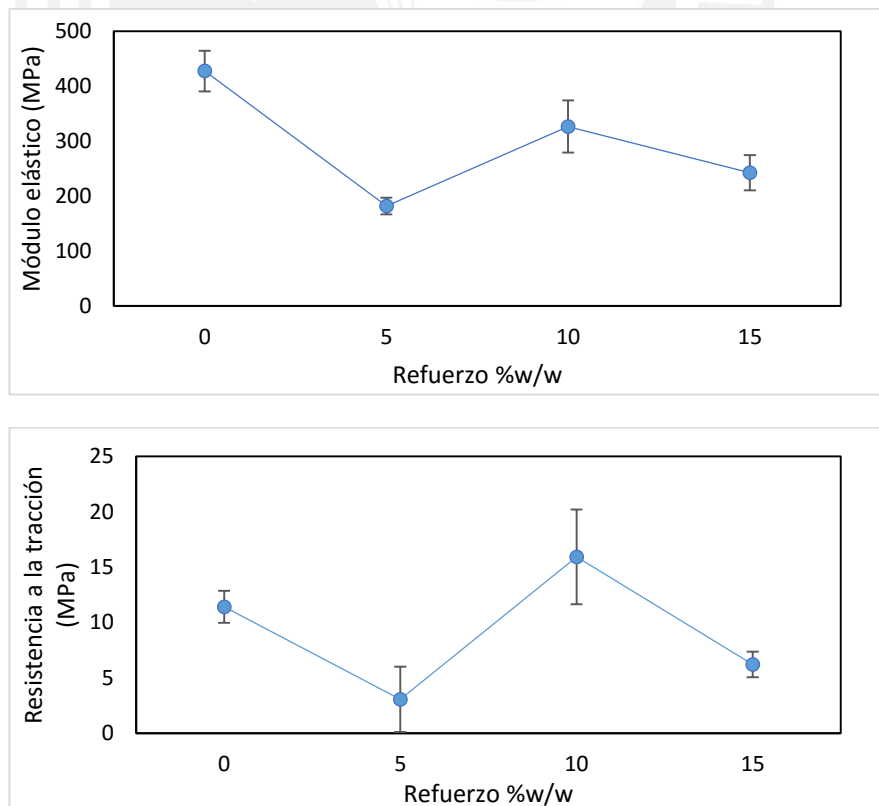 500
400
300
200
100
0
Módulo elástico (MPa)
0 5 10 15
Refuerzo %w/w
25
20
15
10
5
0
Resistencia a la tracción
(MPa)
0 5 10 15
Refuerzo %w/w